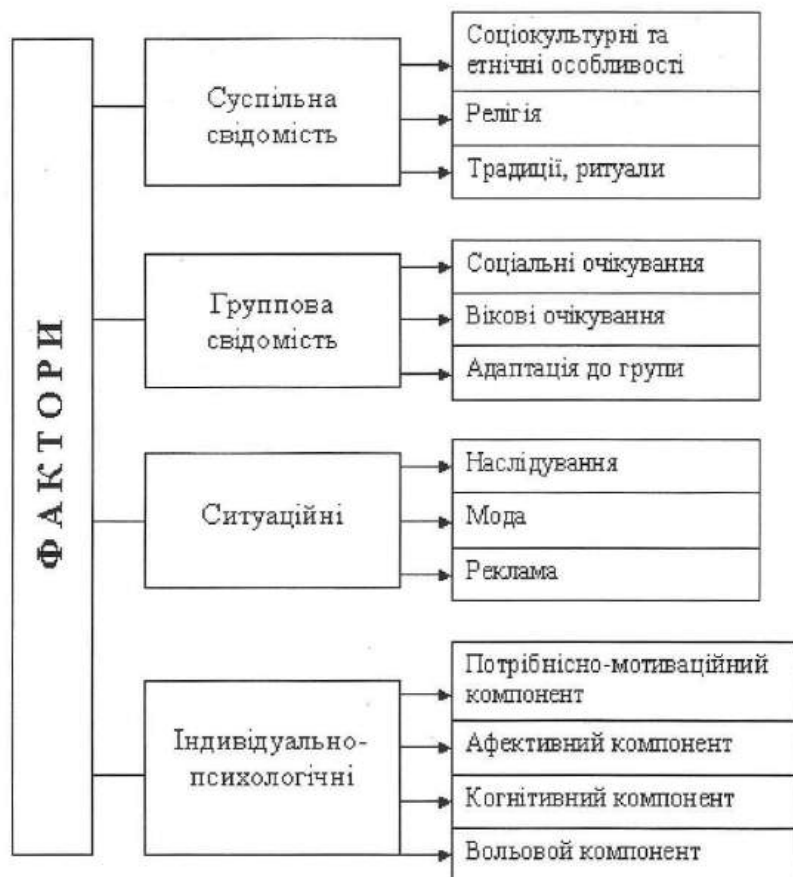 ФАКТОРИ
Суспільна
свідомість
Соціокультурні та
етнічні особливості
Релігія
Традиції, ритуали
Группова
свідомість
Соціальні очікування
Вікові очікування
Адаптація до групи
Ситуаційні
Наслідування
Мода
Реклама
Індивідуально-
психологічні
Потрібнісно-мотиваційний
компонент
Афективний компонент
Когнітивний компонент
Вольовой компонент